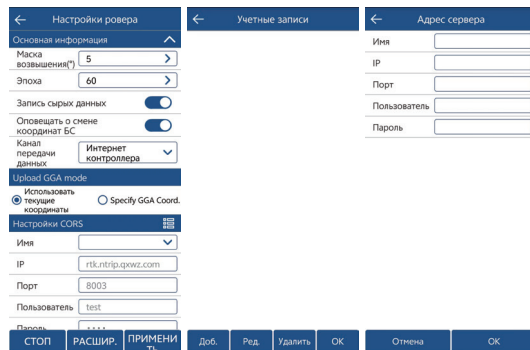 Настройки ровера
Основная информация
Маска
возвышения(°)
5
Эпоха
60
Запись сырых данных
Оповещать о смене
координат БС
Канал
передачи
данных
Интернет
контроллера
Upload GGA mode
Использовать
текущие
координаты
Specify GGA Coord.
Настройки CORS
Имя
IP
rtk.ntrip.qxwz.com
Порт
8003
Пользователь
test
Пароль
СТОП
РАСШИР.
ПРИМЕНИ
ТЬ
Учетные записи
Доб.
Ред.
Удалить
OK
Адрес сервера
Имя
IP
Порт
Пользователь
Пароль
Отмена
OK